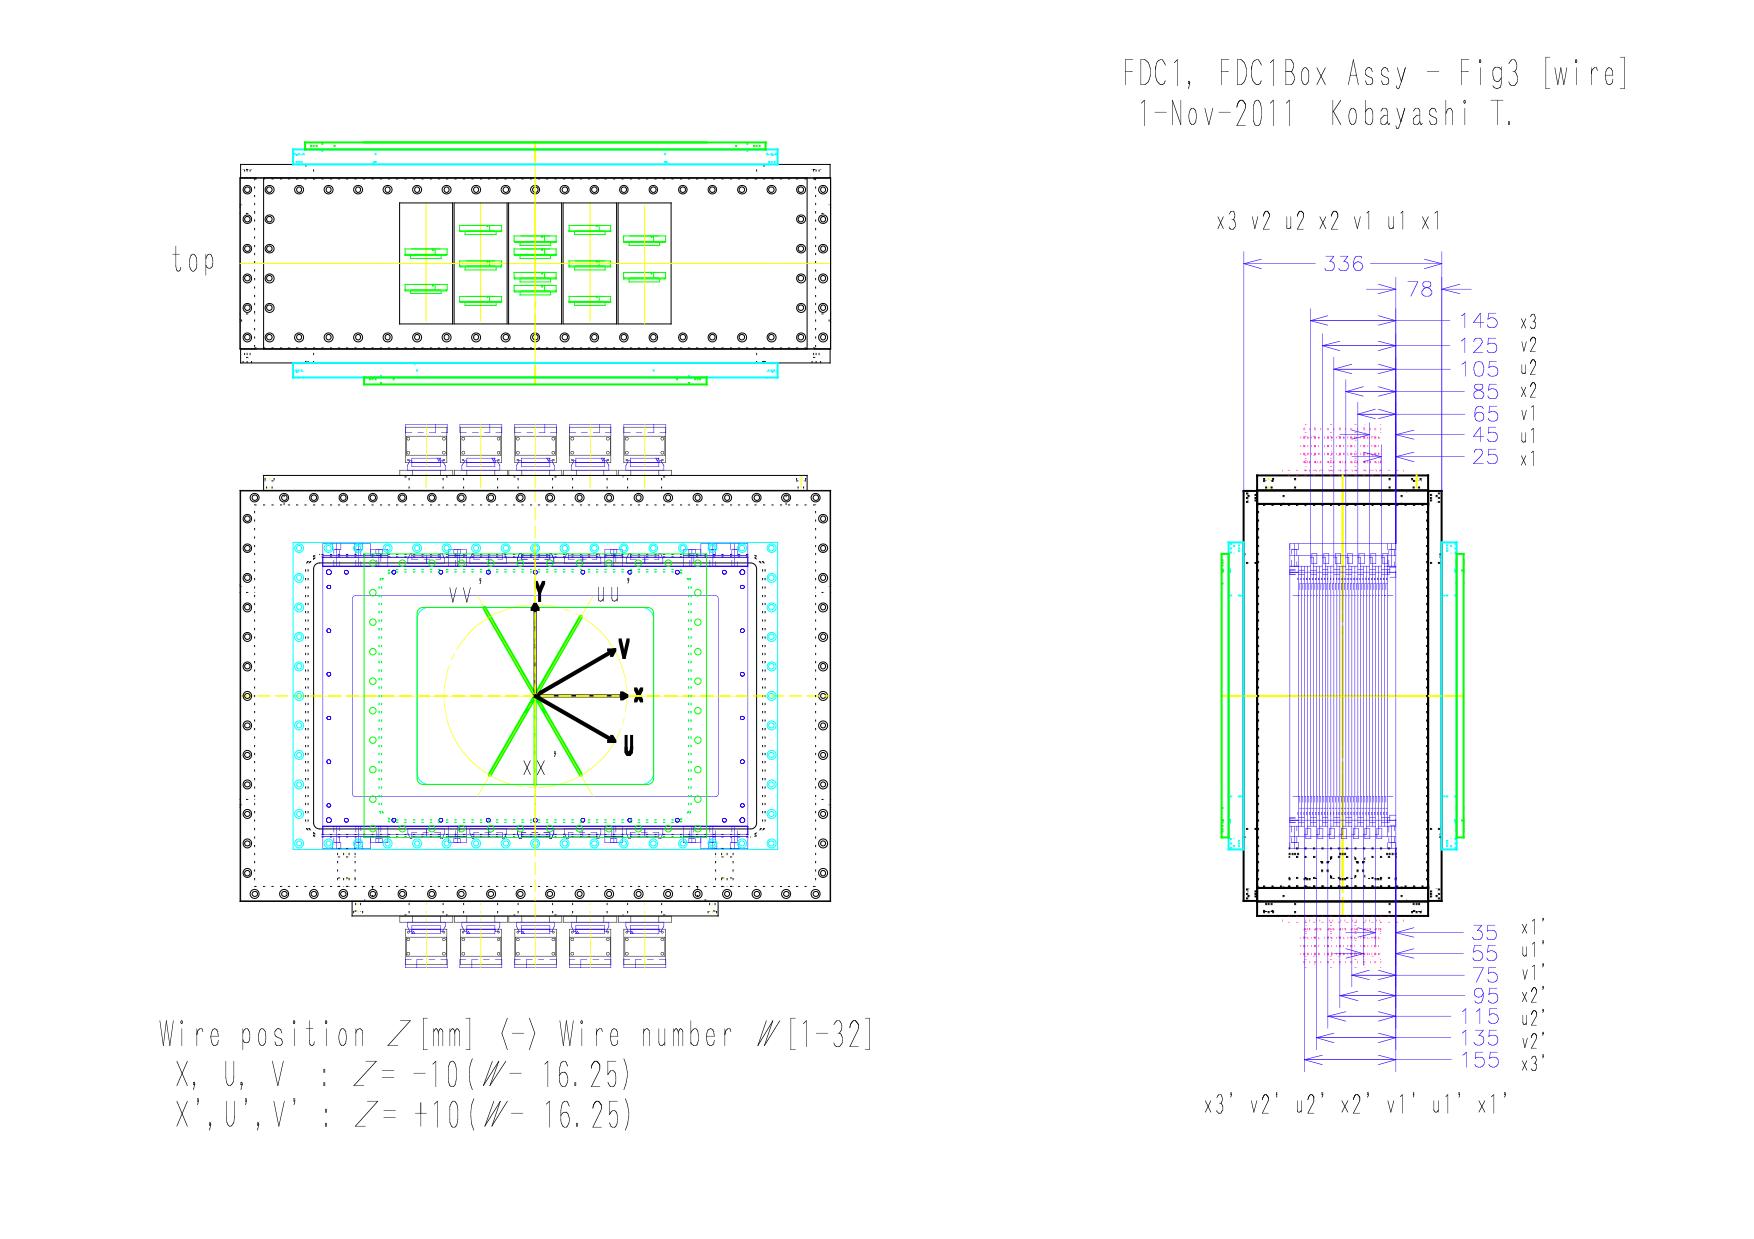 FDC1, FDC1Box Assy - Fig3 [wire]
1-Nov-2011 Kobayashi T.
top
x3 v2 u2 x2 v1 u1 x1
336
78
145 x3
125 v2
105 u2
85 x2
65 v1
45 u1
25 x1
vv'
Y
uu'
V
x
U
xx'
35 x1'
55 u1'
75 v1'
95 x2'
115 u2'
135 v2'
155 x3'
x3' v2' u2' x2' v1' u1' x1'
Wire position Z[mm] <-> Wire number W[1-32]
X, U, V : Z= -10(W- 16.25)
X',U',V' : Z= +10(W- 16.25)